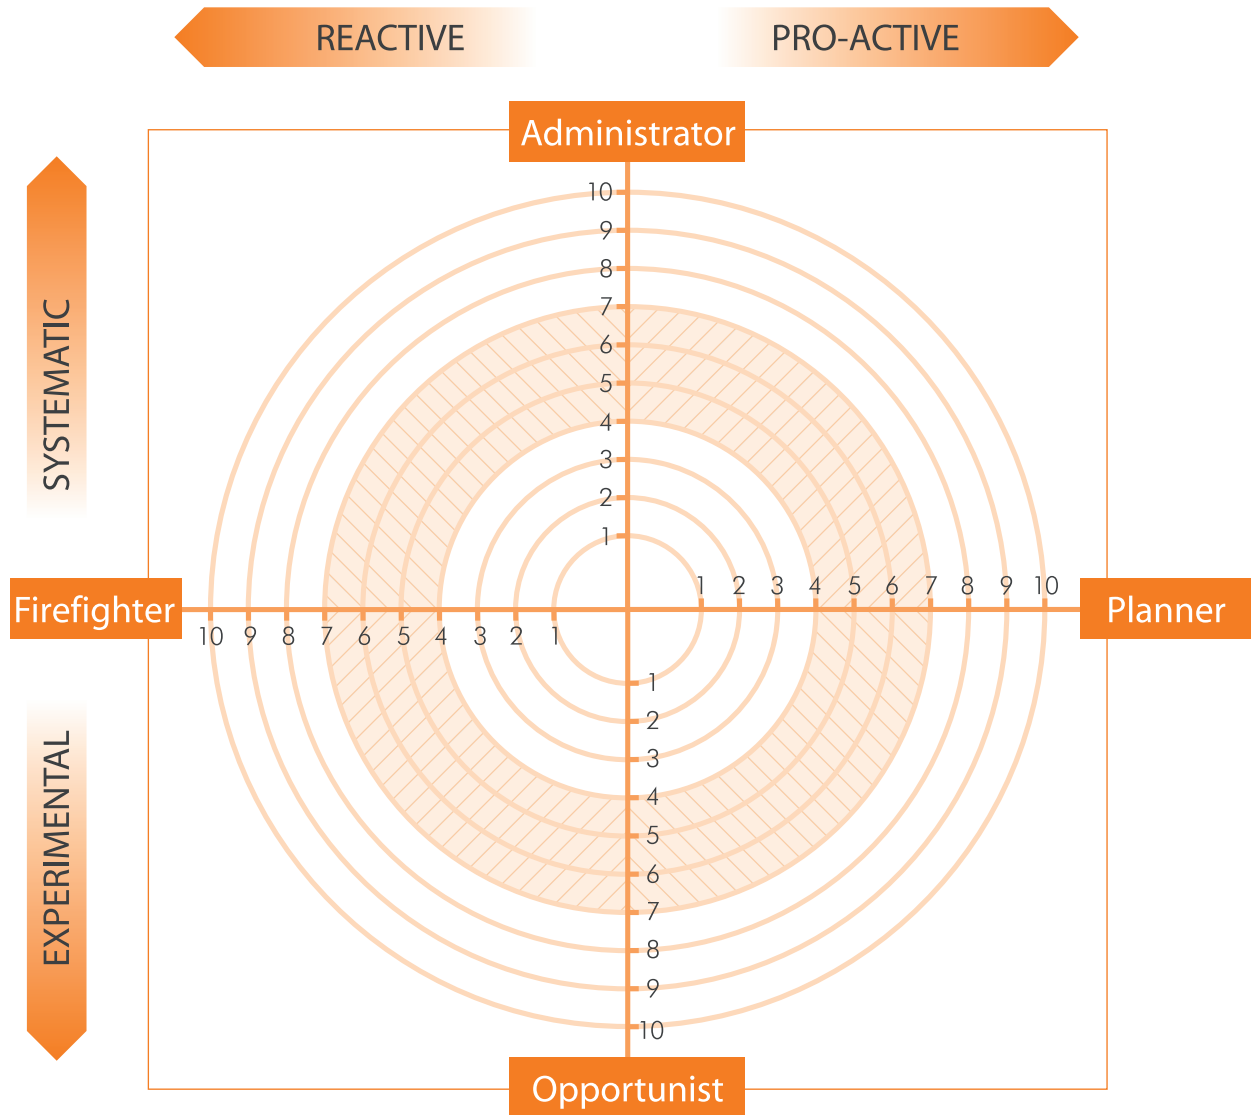 REACTIVE
PRO-ACTIVE
Administrator
SYSTEMATIC
10
9
8
7
6
5
4
3
2
1
Firefighter
1 2 3 4 5 6 7 8 9 10
Planner
10 9 8 7 6 5 4 3 2 1
1
2
3
4
5
6
7
8
9
10
EXPERIMENTAL
Opportunist